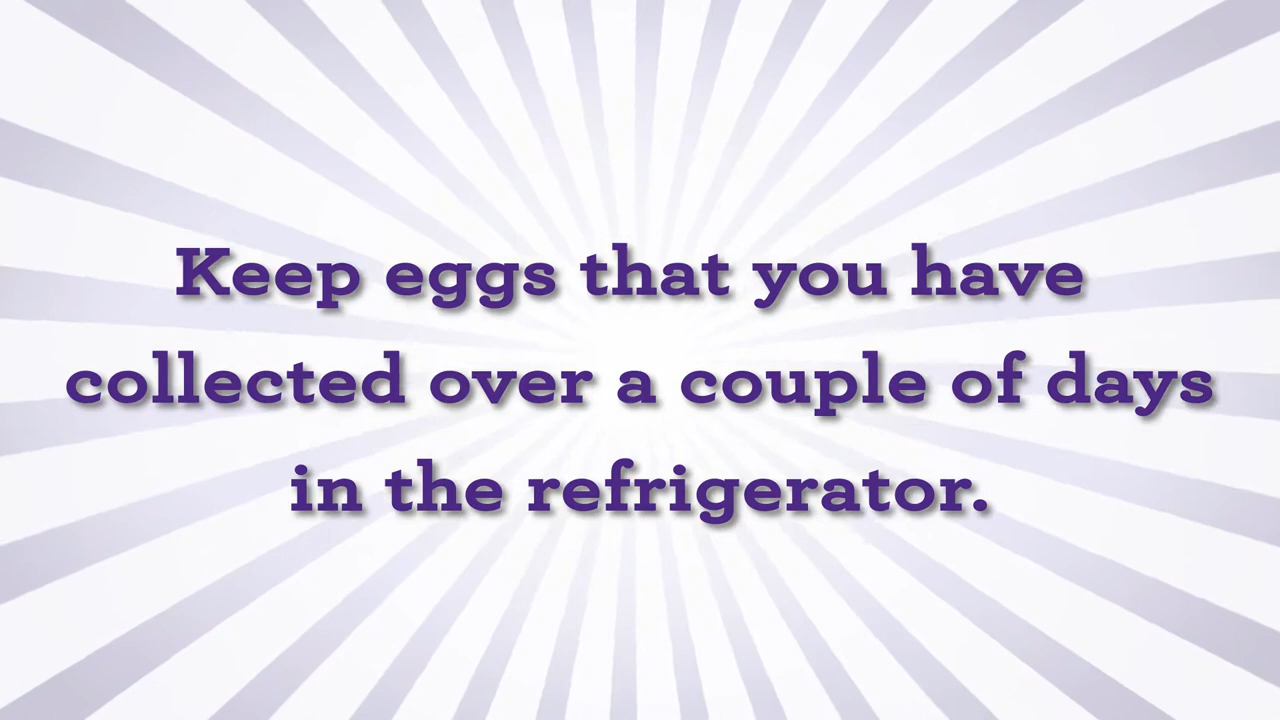 Keep eggs that you have
collected over a couple of days
in the refrigerator.